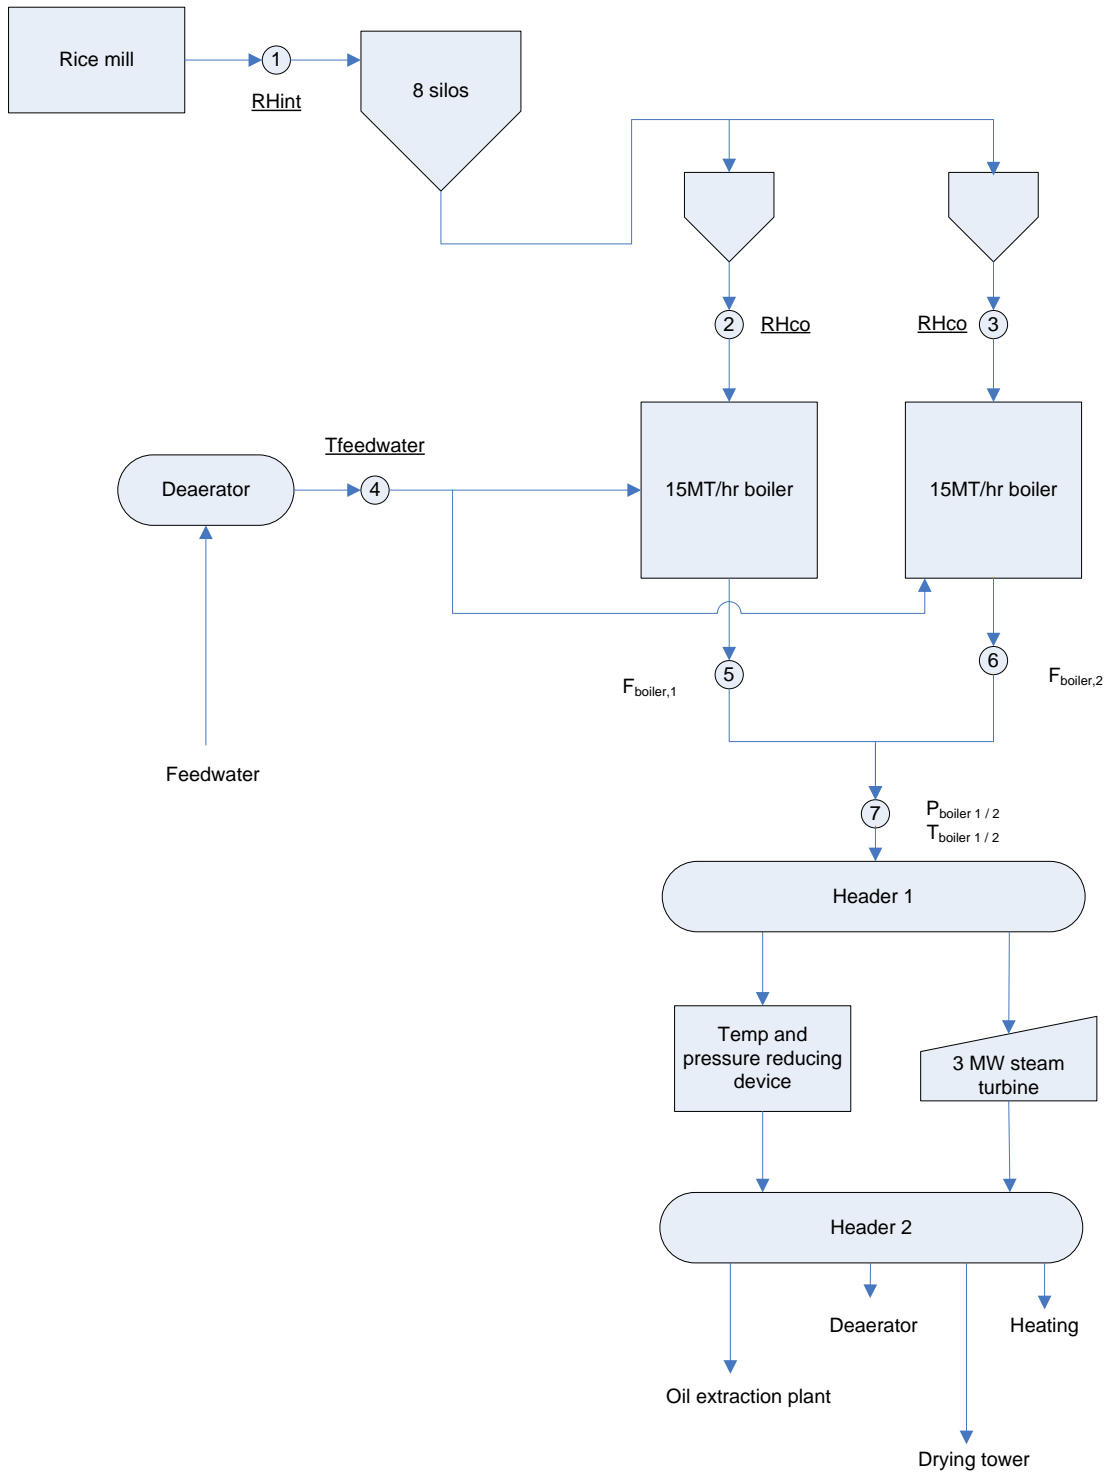 Rice mill
1
RHint
8 silos
2
RHco
RHco
3
Tfeedwater
Deaerator
4
15MT/hr boiler
15MT/hr boiler
Fboiler,1
5
6
Fboiler,2
Feedwater
7
Pboiler 1 / 2
Tboiler 1 / 2
Header 1
Temp and
pressure reducing
device
3 MW steam
turbine
Header 2
Deaerator
Heating
Oil extraction plant
Drying tower